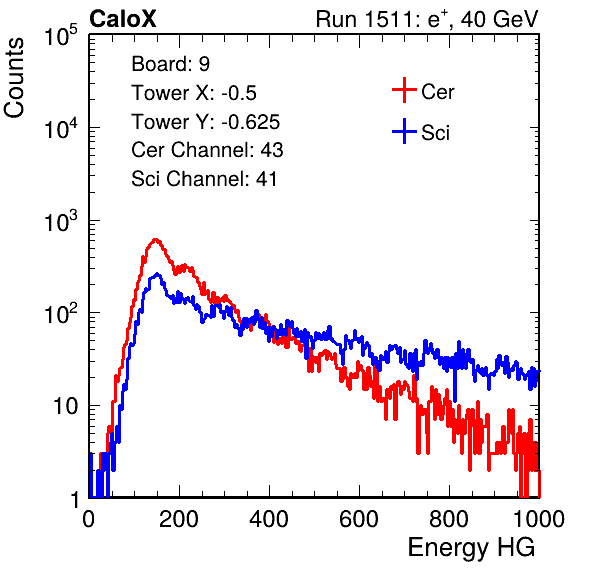 CaloX Run 1511: e⁺, 40 GeV
Counts
10⁵
10⁴
10³
10²
10
1
Board: 9
Tower X: -0.5
Tower Y: -0.625
Cer Channel: 43
Sci Channel: 41
Cer
Sci
0 200 400 600 800 1000
Energy HG